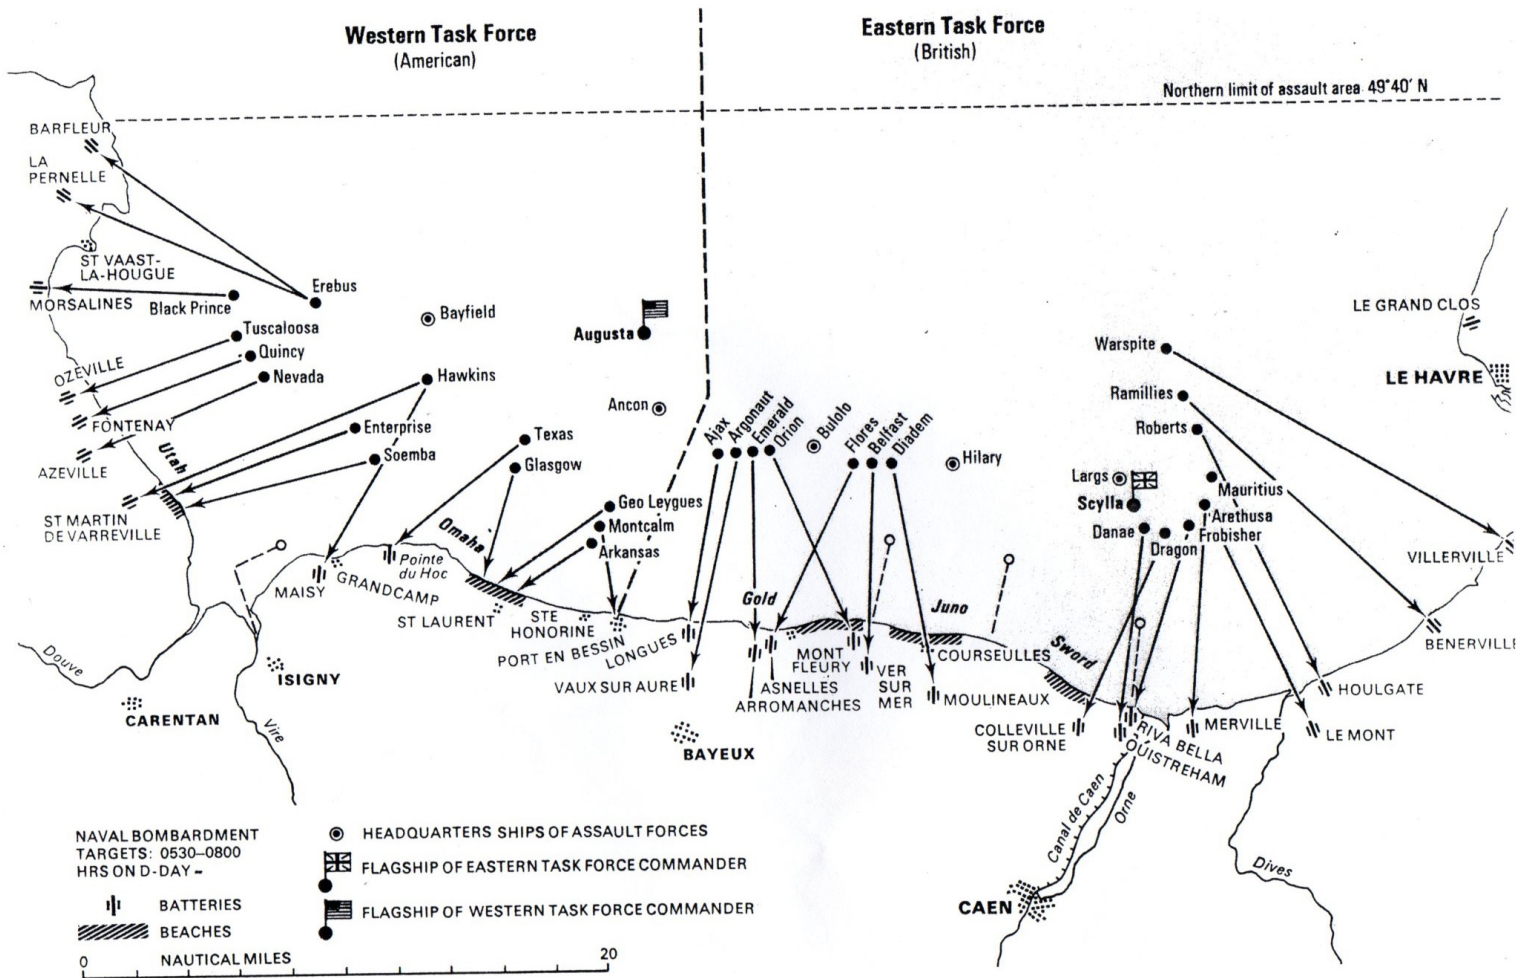 Western Task Force
(American)
Eastern Task Force
(British)
Northern limit of assault area 49°40' N
BARFLEUR
LA
PERNELLE
ST VAAST-
LA-HOUGUE
MORSALINES
Black Prince
Erebus
Bayfield
Augusta
Tuscaloosa
Quincy
Nevada
OZEVILLE
FONTENAY
AZEVILLE
Utah
Hawkins
Enterprise
Soemba
Ancon
Texas
Glasgow
Geo Leygues
Montcalm
Arkansas
ST MARTIN
DE VARREVILLE
Omaha
MAISY
GRANDCAMP
Pointe
du Hoc
ST LAURENT
STE
HONORINE
PORT EN BESSIN
LONGUES
VAUX SUR AURE
Douve
ISIGNY
CARENTAN
Vire
BAYEUX
Ajax
Argonaut
Emerald
Orion
Bulolo
Flores
Belfast
Diadem
Hilary
Gold
Juno
MONT
FLEURY
ASNELLES
ARROMANCHES
VER
SUR
MER
COURSEULLES
MOULINEAUX
LE GRAND CLOS
LE HAVRE
Warspite
Ramillies
Roberts
Largs
Scylla
Mauritius
Arethusa
Frobisher
Danae
Dragon
Sword
VILLERVILLE
BENERVILLE
HOULGATE
LE MONT
MERVILLE
RIVA BELLA
OUISTREHAM
COLLEVILLE
SUR ORNE
Canal de Caen
Orne
Dives
CAEN
NAVAL BOMBARDMENT
TARGETS: 0530–0800
HRS ON D-DAY –
BATTERIES
BEACHES
HEADQUARTERS SHIPS OF ASSAULT FORCES
FLAGSHIP OF EASTERN TASK FORCE COMMANDER
FLAGSHIP OF WESTERN TASK FORCE COMMANDER
0
NAUTICAL MILES
20